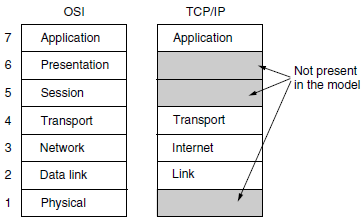 OSI TCP/IP
7 Application Application
6 Presentation
5 Session
Not present
in the model
4 Transport Transport
3 Network Internet
2 Data link Link
1 Physical